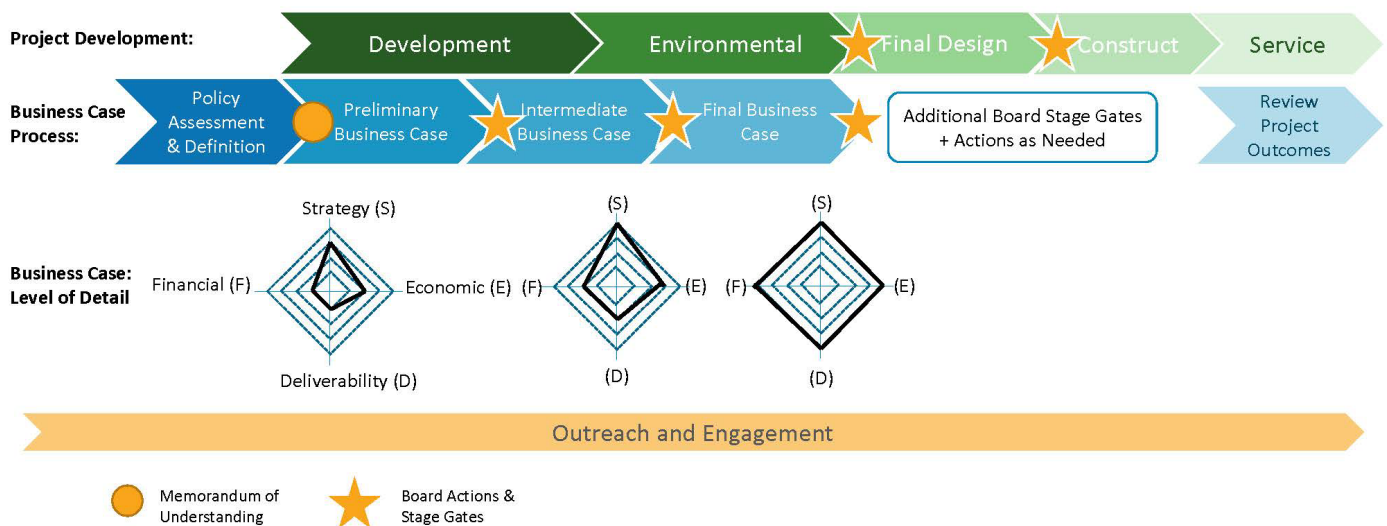 Project Development:
Development
Environmental
Final Design
Construct
Service
Business Case
Process:
Policy
Assessment
& Definition
Preliminary
Business Case
Intermediate
Business Case
Final Business
Case
Additional Board Stage Gates
+ Actions as Needed
Review
Project
Outcomes
Business Case:
Level of Detail
Strategy (S)
Financial (F)
Economic (E)
Deliverability (D)
(S)
(F)
(E)
(D)
(S)
(F)
(E)
(D)
Outreach and Engagement
Memorandum of
Understanding
Board Actions &
Stage Gates